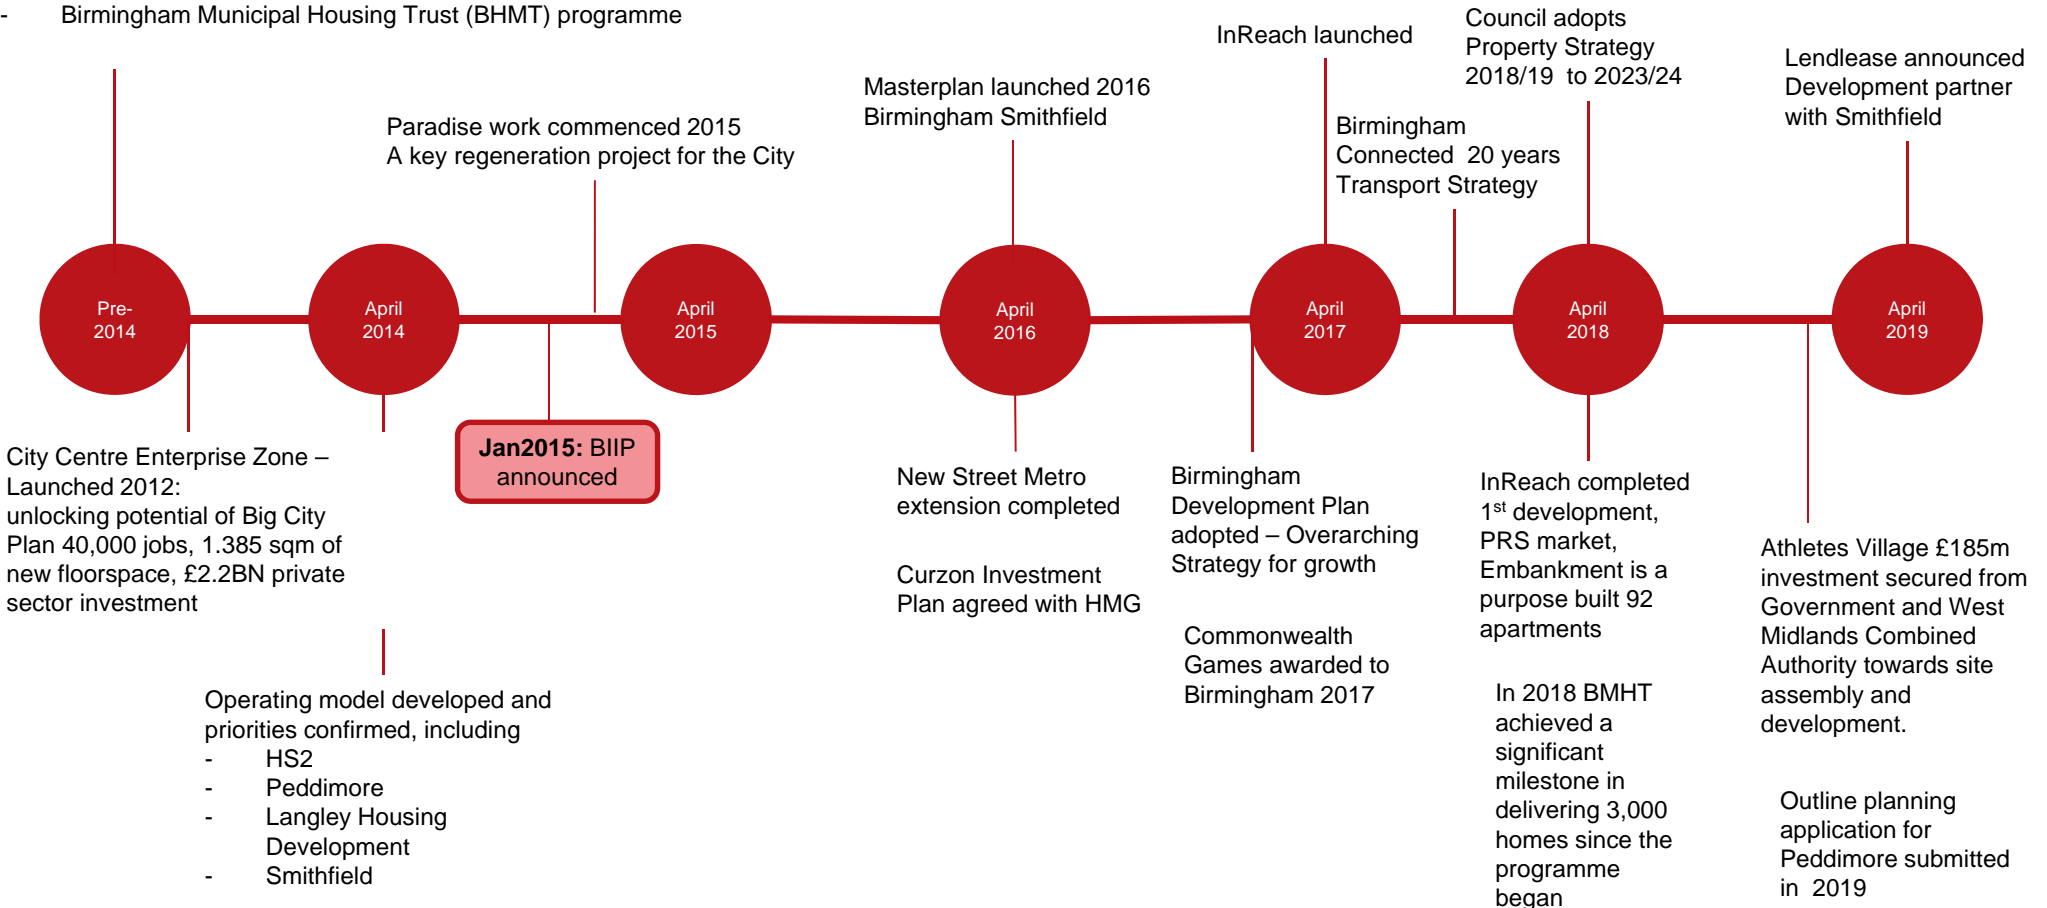 - Birmingham Municipal Housing Trust (BHMT) programme
Paradise work commenced 2015
A key regeneration project for the City
Masterplan launched 2016
Birmingham Smithfield
InReach launched
Birmingham
Connected 20 years
Transport Strategy
Council adopts
Property Strategy
2018/19 to 2023/24
Lendlease announced
Development partner
with Smithfield
Pre-
2014
April
2014
April
2015
April
2016
April
2017
April
2018
April
2019
City Centre Enterprise Zone –
Launched 2012:
unlocking potential of Big City
Plan 40,000 jobs, 1.385 sqm of
new floorspace, £2.2BN private
sector investment
Operating model developed and
priorities confirmed, including
- HS2
- Peddimore
- Langley Housing
Development
- Smithfield
Jan2015: BIIP
announced
New Street Metro
extension completed
Curzon Investment
Plan agreed with HMG
Birmingham
Development Plan
adopted – Overarching
Strategy for growth
Commonwealth
Games awarded to
Birmingham 2017
InReach completed
1st development,
PRS market,
Embankment is a
purpose built 92
apartments
In 2018 BMHT
achieved a
significant
milestone in
delivering 3,000
homes since the
programme
began
Athletes Village £185m
investment secured from
Government and West
Midlands Combined
Authority towards site
assembly and
development.
Outline planning
application for
Peddimore submitted
in 2019